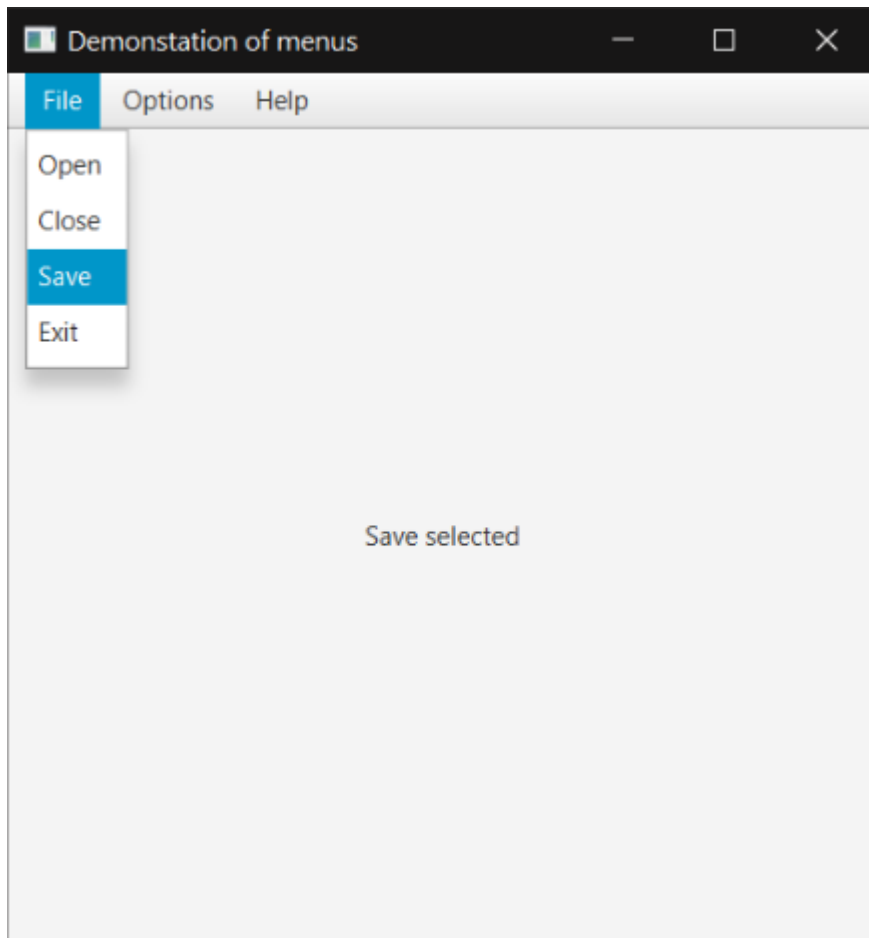 Demonstation of menus
File Options Help
Open
Close
Save
Exit
Save selected